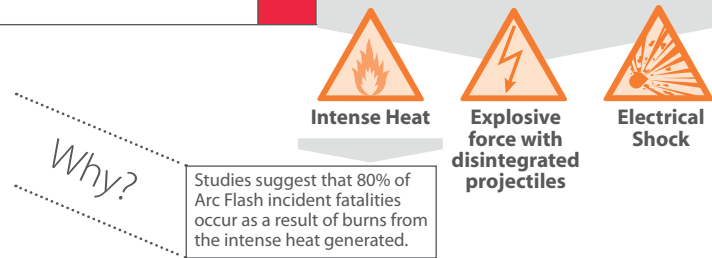 Intense Heat
Explosive
force with
disintegrated
projectiles
Electrical
Shock
Why?
Studies suggest that 80% of
Arc Flash incident fatalities
occur as a result of burns from
the intense heat generated.